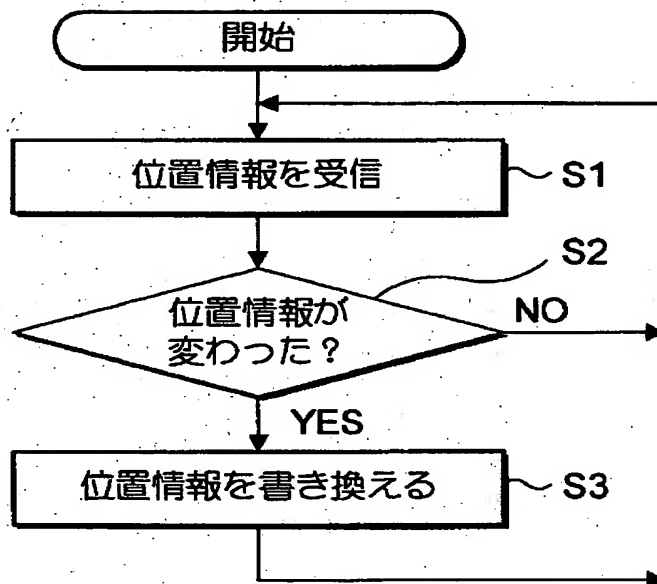 開始
位置情報を受信
S1
S2
位置情報が
変わった？
NO
YES
位置情報を書き換える
S3